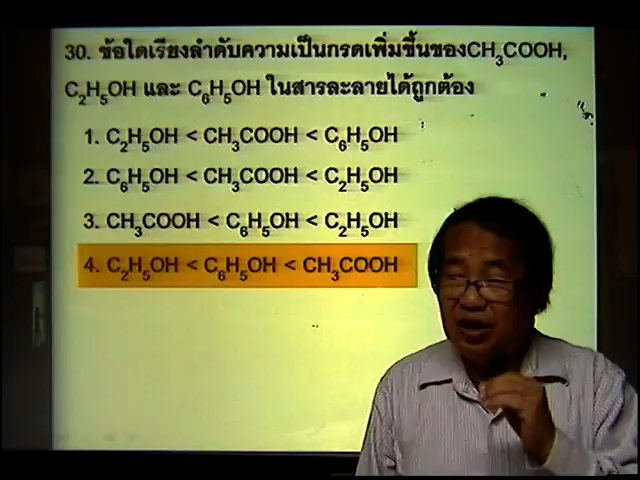 30. ข้อใดเรียงลำดับความเป็นกรดเพิ่มขึ้นของCH₃COOH,
C₂H₅OH และ C₆H₅OH ในสารละลายได้ถูกต้อง
1. C₂H₅OH < CH₃COOH < C₆H₅OH
2. C₆H₅OH < CH₃COOH < C₂H₅OH
3. CH₃COOH < C₆H₅OH < C₂H₅OH
4. C₂H₅OH < C₆H₅OH < CH₃COOH